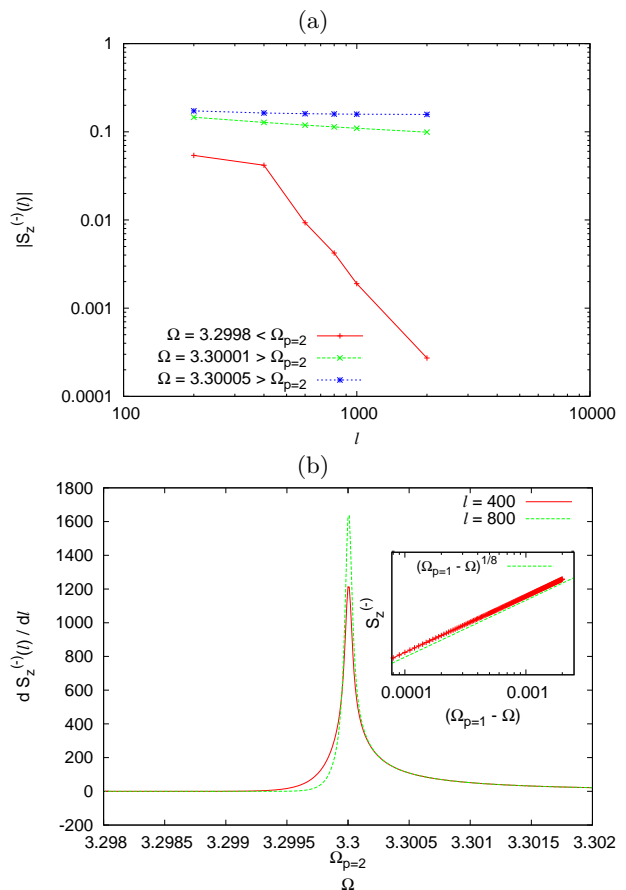 (a)
1
0.1
0.01
0.001
0.0001
|S_z^(-)(l)|
Ω = 3.2998 < Ω_p=2
Ω = 3.30001 > Ω_p=2
Ω = 3.30005 > Ω_p=2
100 1000 10000
l
(b)
1800
1600
1400
1200
1000
800
600
400
200
0
-200
d S_z^(-)(l) / dl
l = 400
l = 800
(Ω_p=1 - Ω)^1/8
S_z^(-)
0.0001 0.001
(Ω_p=1 - Ω)
3.298 3.2985 3.299 3.2995 3.3 3.3005 3.301 3.3015 3.302
Ω_p=2
Ω